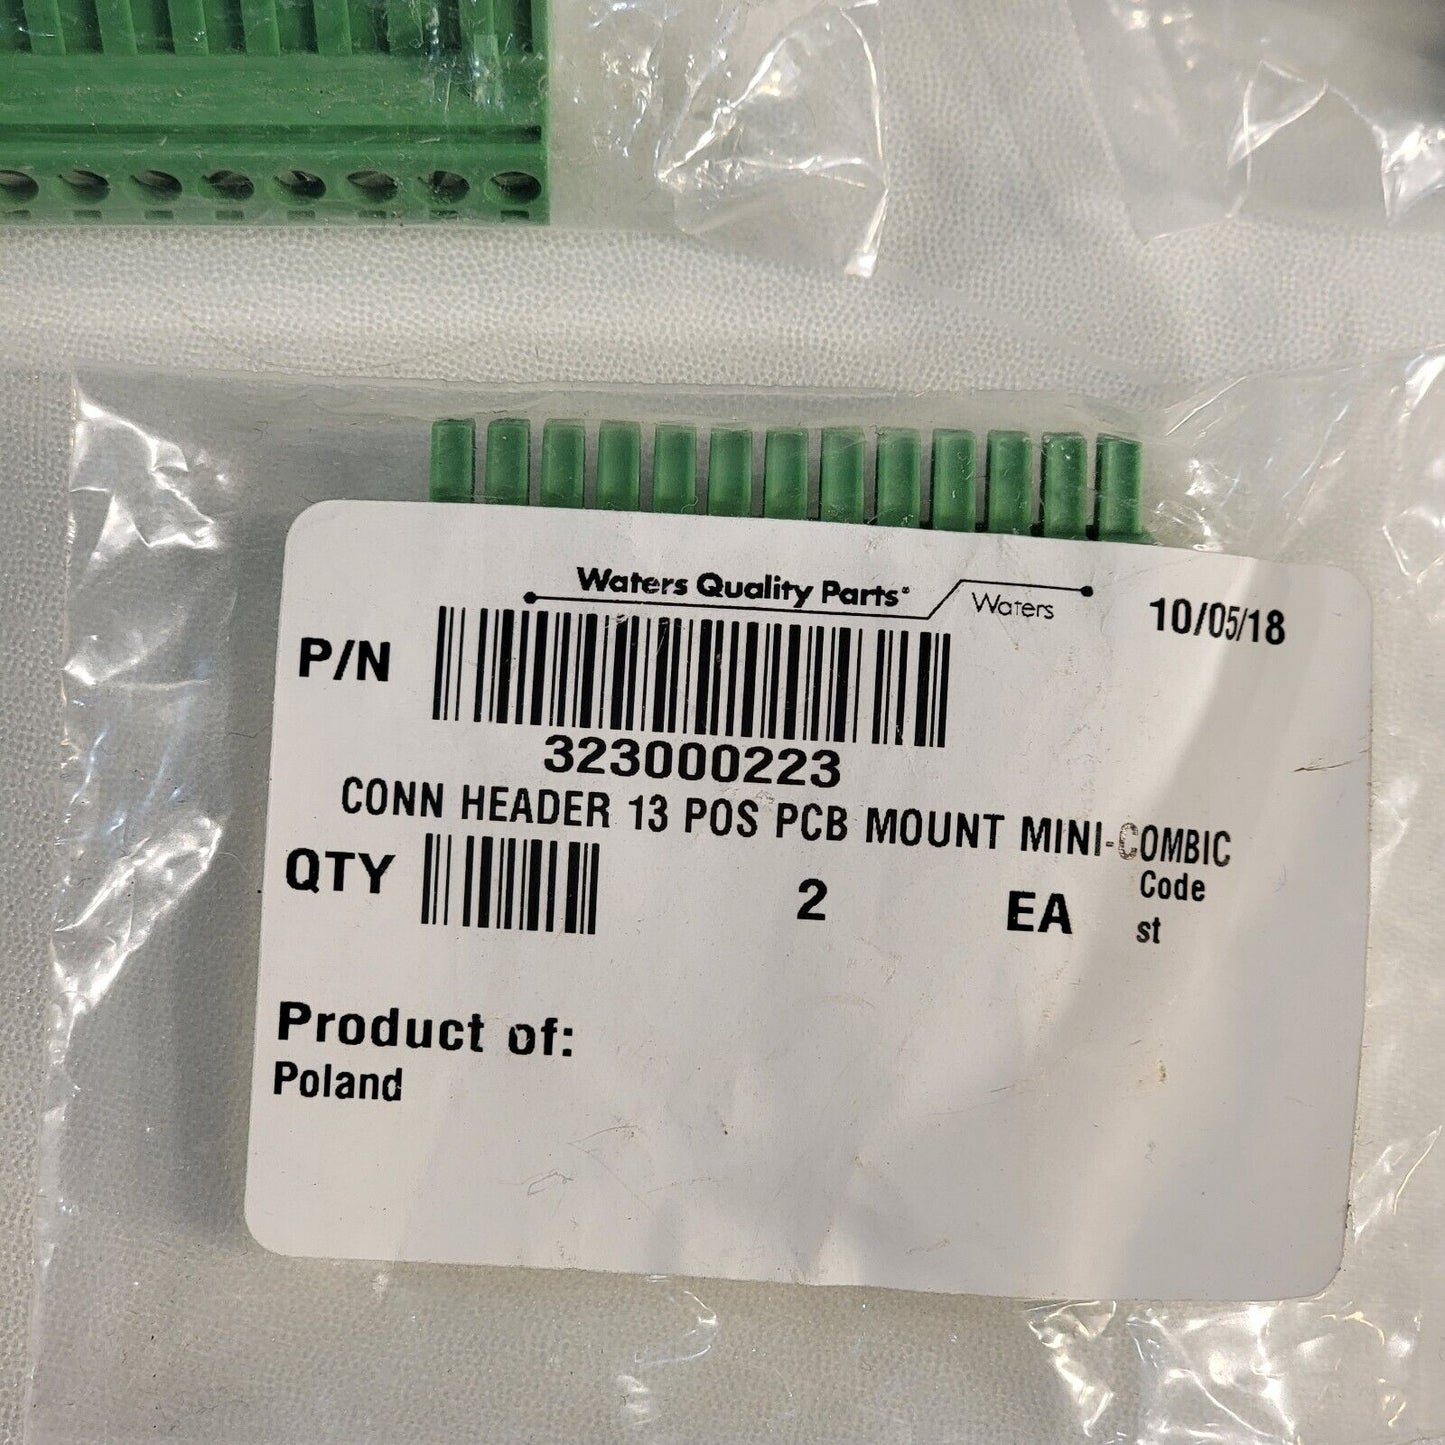 Waters Quality Parts®
Waters
10/05/18
P/N
323000223
CONN HEADER 13 POS PCB MOUNT MINI-COMBIC
QTY
2
EA
Code
st
Product of:
Poland